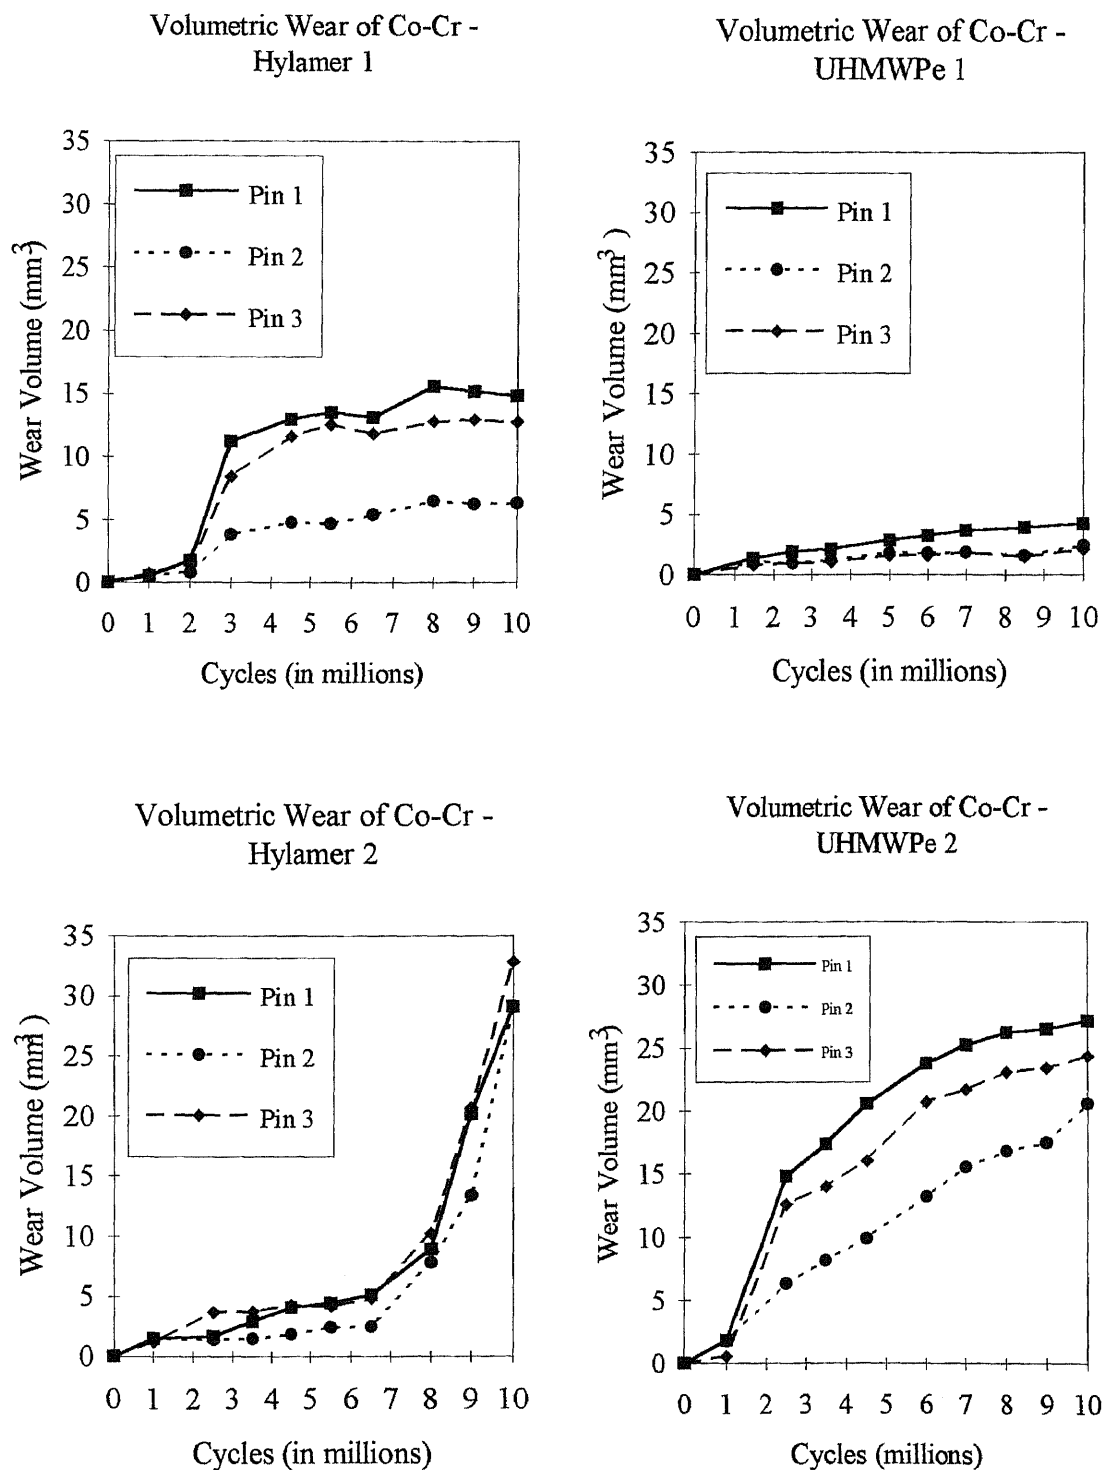 Volumetric Wear of Co-Cr -
Hylamer 1
Wear Volume (mm3)
35
30
25
20
15
10
5
0
Pin 1
Pin 2
Pin 3
0 1 2 3 4 5 6 7 8 9 10
Cycles (in millions)
Volumetric Wear of Co-Cr -
UHMWPe 1
Wear Volume (mm3)
35
30
25
20
15
10
5
0
Pin 1
Pin 2
Pin 3
0 1 2 3 4 5 6 7 8 9 10
Cycles (in millions)
Volumetric Wear of Co-Cr -
Hylamer 2
Wear Volume (mm3)
35
30
25
20
15
10
5
0
Pin 1
Pin 2
Pin 3
0 1 2 3 4 5 6 7 8 9 10
Cycles (in millions)
Volumetric Wear of Co-Cr -
UHMWPe 2
Wear Volume (mm3)
35
30
25
20
15
10
5
0
Pin 1
Pin 2
Pin 3
0 1 2 3 4 5 6 7 8 9 10
Cycles (millions)